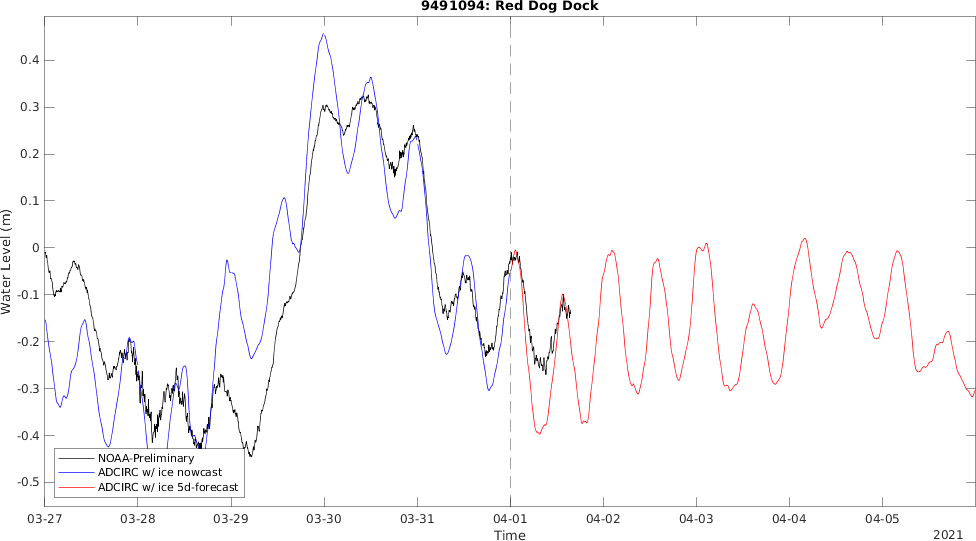 9491094: Red Dog Dock
0.4
0.3
0.2
0.1
0
-0.1
-0.2
-0.3
-0.4
-0.5
Water Level (m)
NOAA-Preliminary
ADCIRC w/ ice nowcast
ADCIRC w/ ice 5d-forecast
03-27 03-28 03-29 03-30 03-31 04-01 04-02 04-03 04-04 04-05
Time
2021